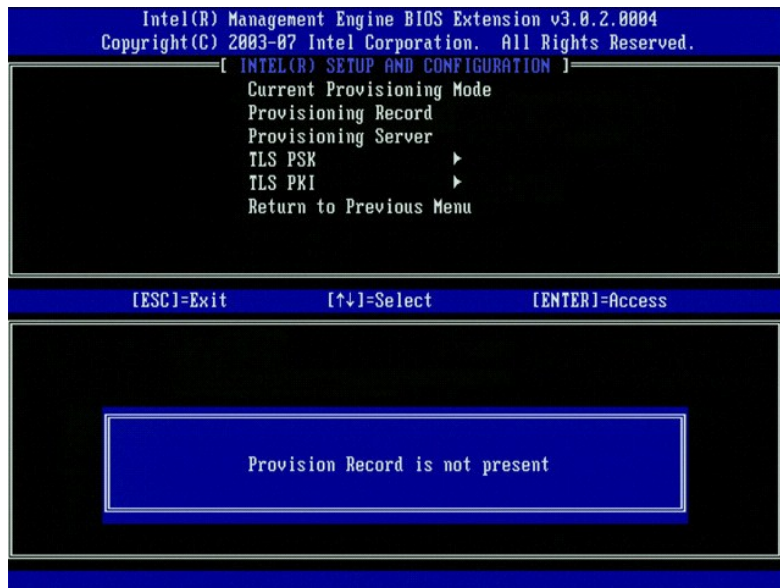 Intel(R) Management Engine BIOS Extension v3.0.2.0004
Copyright(C) 2003-07 Intel Corporation. All Rights Reserved.
[ INTEL(R) SETUP AND CONFIGURATION ]
Current Provisioning Mode
Provisioning Record
Provisioning Server
TLS PSK ►
TLS PKI ►
Return to Previous Menu
[ESC]=Exit [↑↓]=Select [ENTER]=Access
Provision Record is not present